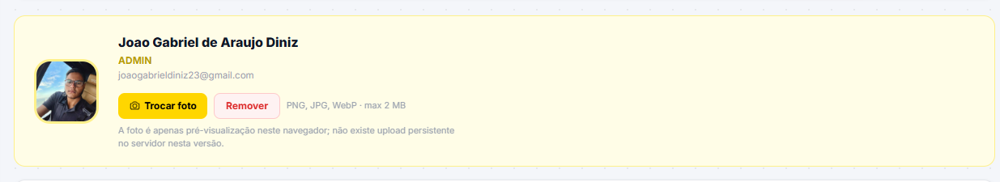 Joao Gabriel de Araujo Diniz
ADMIN
joaogabrieldiniz23@gmail.com
Trocar foto
Remover
PNG, JPG, WebP · max 2 MB
A foto é apenas pré-visualização neste navegador; não existe upload persistente
no servidor nesta versão.